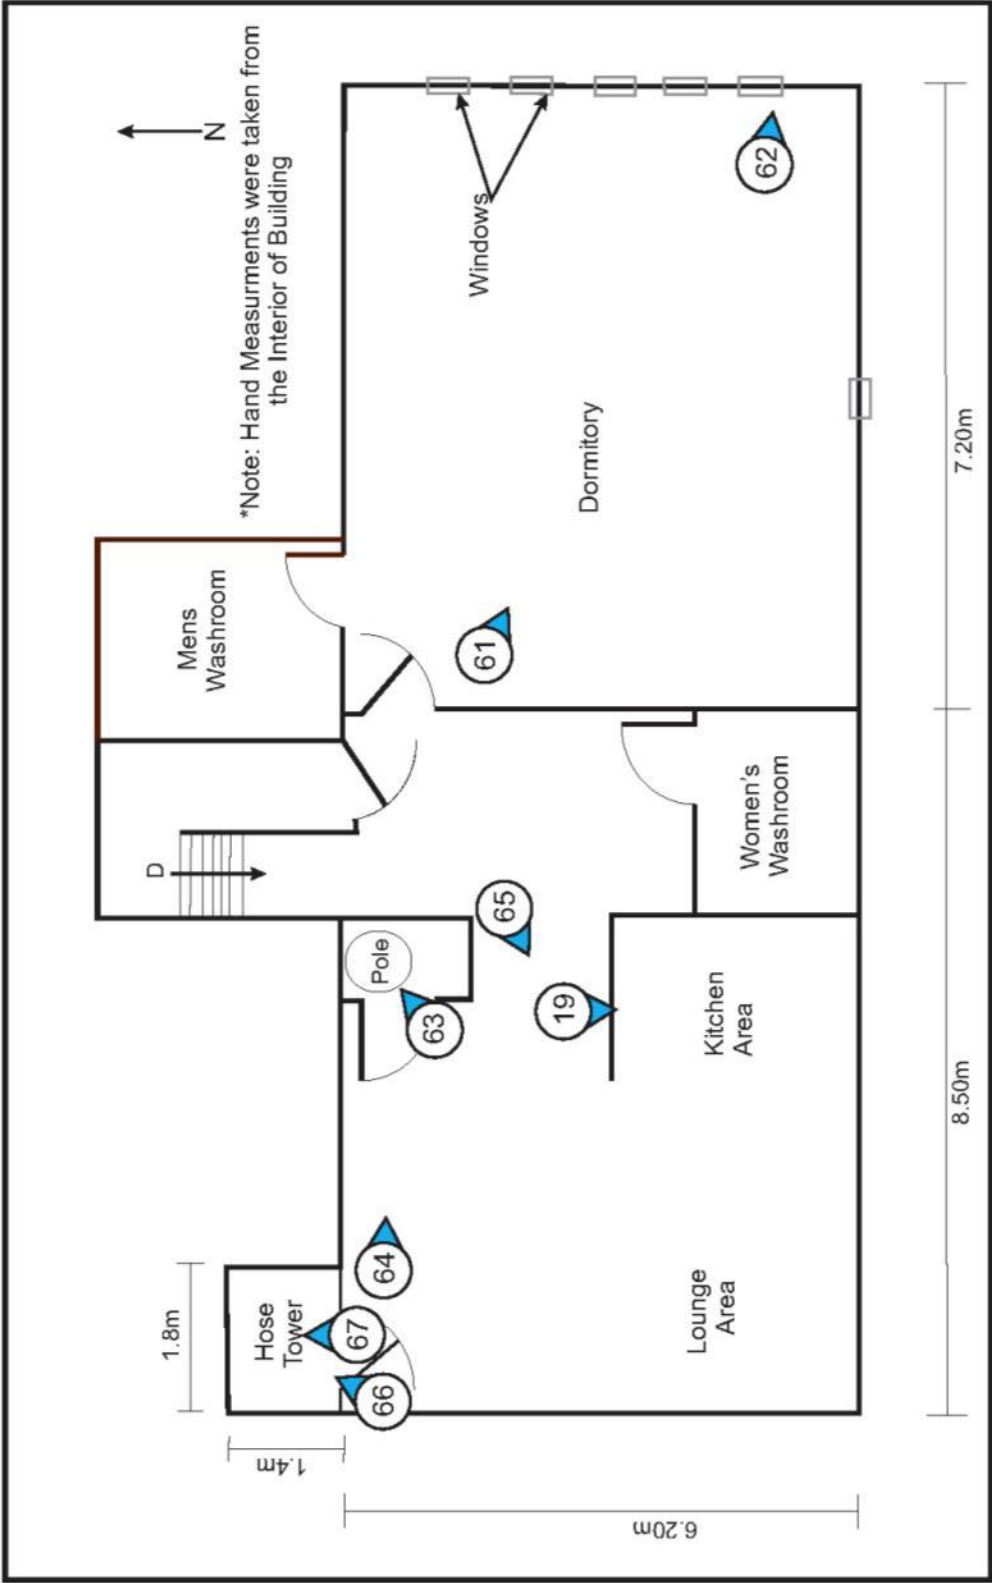 N
*Note: Hand Measurments were taken from
the Interior of Building
1.8m
1.4m
Hose
Tower
D
Mens
Washroom
66
67
64
63
Pole
65
61
Windows
19
Dormitory
Lounge
Area
Kitchen
Area
Women's
Washroom
62
6.20m
8.50m
7.20m